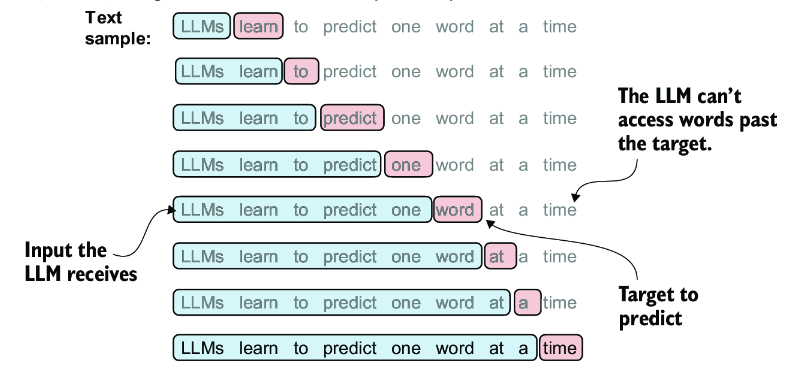 Text
sample:
LLMs learn to predict one word at a time
LLMs learn to predict one word at a time
LLMs learn to predict one word at a time
LLMs learn to predict one word at a time
LLMs learn to predict one word at a time
LLMs learn to predict one word at a time
LLMs learn to predict one word at a time
LLMs learn to predict one word at a time
The LLM can’t
access words past
the target.
Input the
LLM receives
Target to
predict